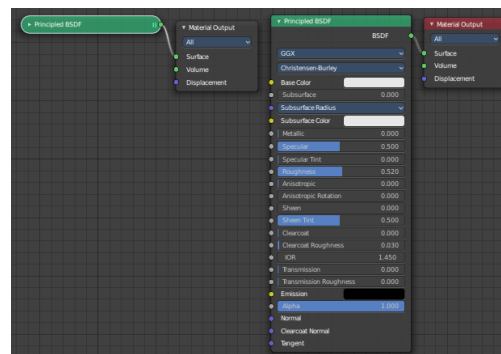 Principled BSDF
Material Output
All
Surface
Volume
Displacement
Principled BSDF
BSDF
GGX
Christensen-Burley
Base Color
Subsurface 0.000
Subsurface Radius
Subsurface Color
Metallic 0.000
Specular 0.500
Specular Tint 0.000
Roughness 0.520
Anisotropic 0.000
Anisotropic Rotation 0.000
Sheen 0.000
Sheen Tint 0.500
Clearcoat 0.000
Clearcoat Roughness 0.030
IOR 1.450
Transmission 0.000
Transmission Roughness 0.000
Emission
Alpha 1.000
Normal
Clearcoat Normal
Tangent
Material Output
All
Surface
Volume
Displacement